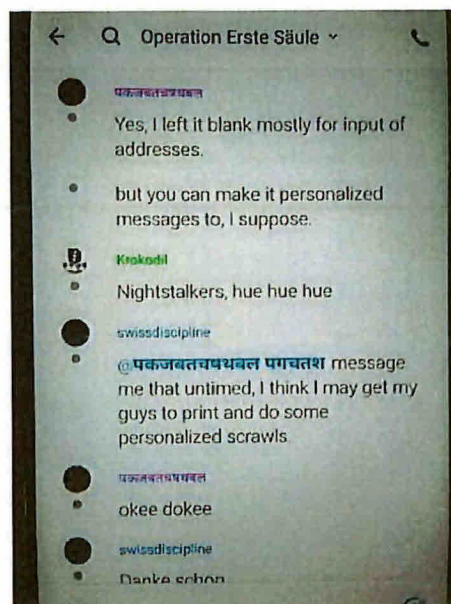 Operation Erste Säule
Yes, I left it blank mostly for input of
addresses.
but you can make it personalized
messages to, I suppose.
Krokodil
Nightstalkers, hue hue hue
swissdiscipline
@पकजबतचषथबल पगचतश message
me that untimed, I think I may get my
guys to print and do some
personalized scrawls
पकजबतचषथबल
okee dokee
swissdiscipline
Danke schon